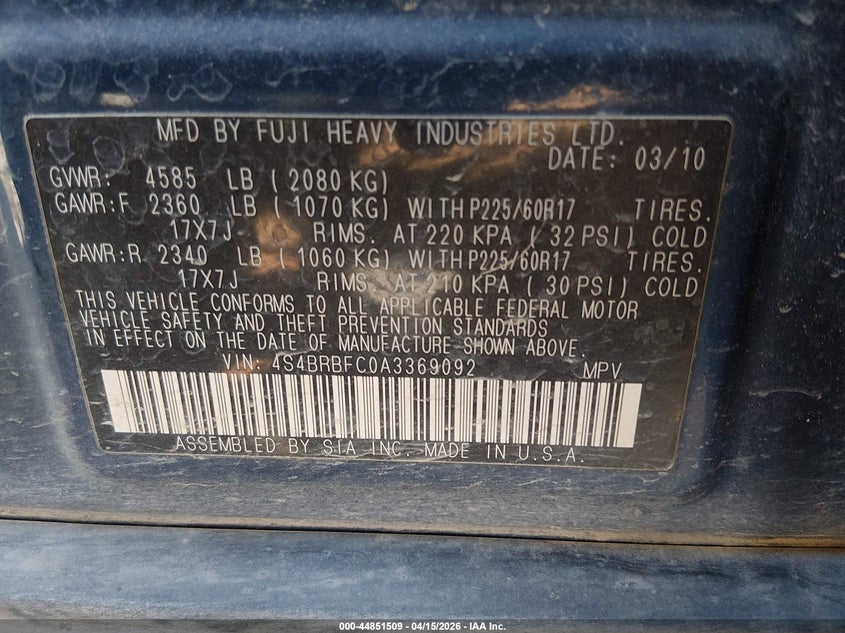 MFD BY FUJI HEAVY INDUSTRIES LTD.
DATE: 03/10
GVWR: 4585 LB ( 2080 KG)
GAWR:F 2360 LB ( 1070 KG) WITH P225/60R17 TIRES.
17X7J RIMS. AT 220 KPA ( 32 PSI) COLD
GAWR:R 2340 LB ( 1060 KG) WITH P225/60R17 TIRES.
17X7J RIMS. AT 210 KPA ( 30 PSI) COLD
THIS VEHICLE CONFORMS TO ALL APPLICABLE FEDERAL MOTOR
VEHICLE SAFETY AND THEFT PREVENTION STANDARDS
IN EFFECT ON THE DATE OF MANUFACTURE SHOWN ABOVE.
VIN: 4S4BRBFC0A3369092 MPV
ASSEMBLED BY SIA INC. MADE IN U.S.A.
000-44851509 - 04/15/2026 - IAA Inc.